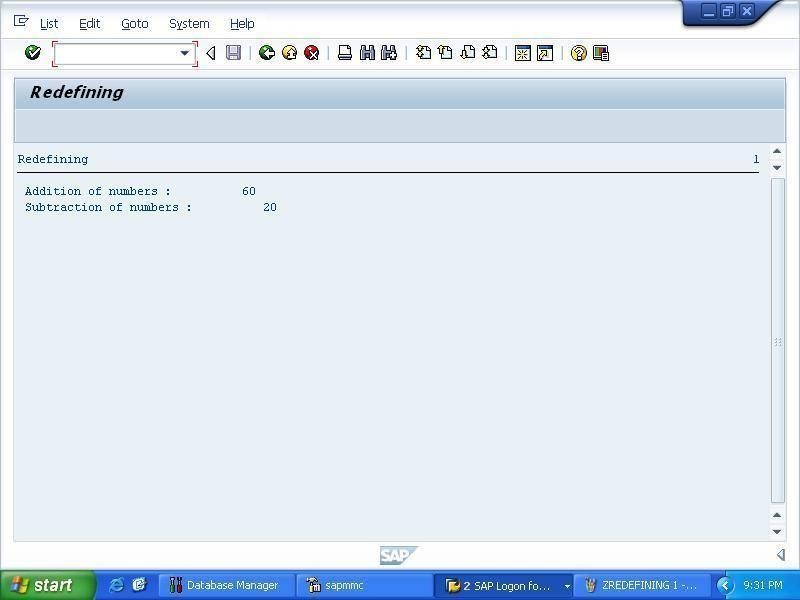 List Edit Goto System Help
Redefining
Redefining 1
Addition of numbers : 60
Subtraction of numbers : 20
SAP
start Database Manager sapmmc 2 SAP Logon fo... ZREDEFINING 1 -... 9:31 PM